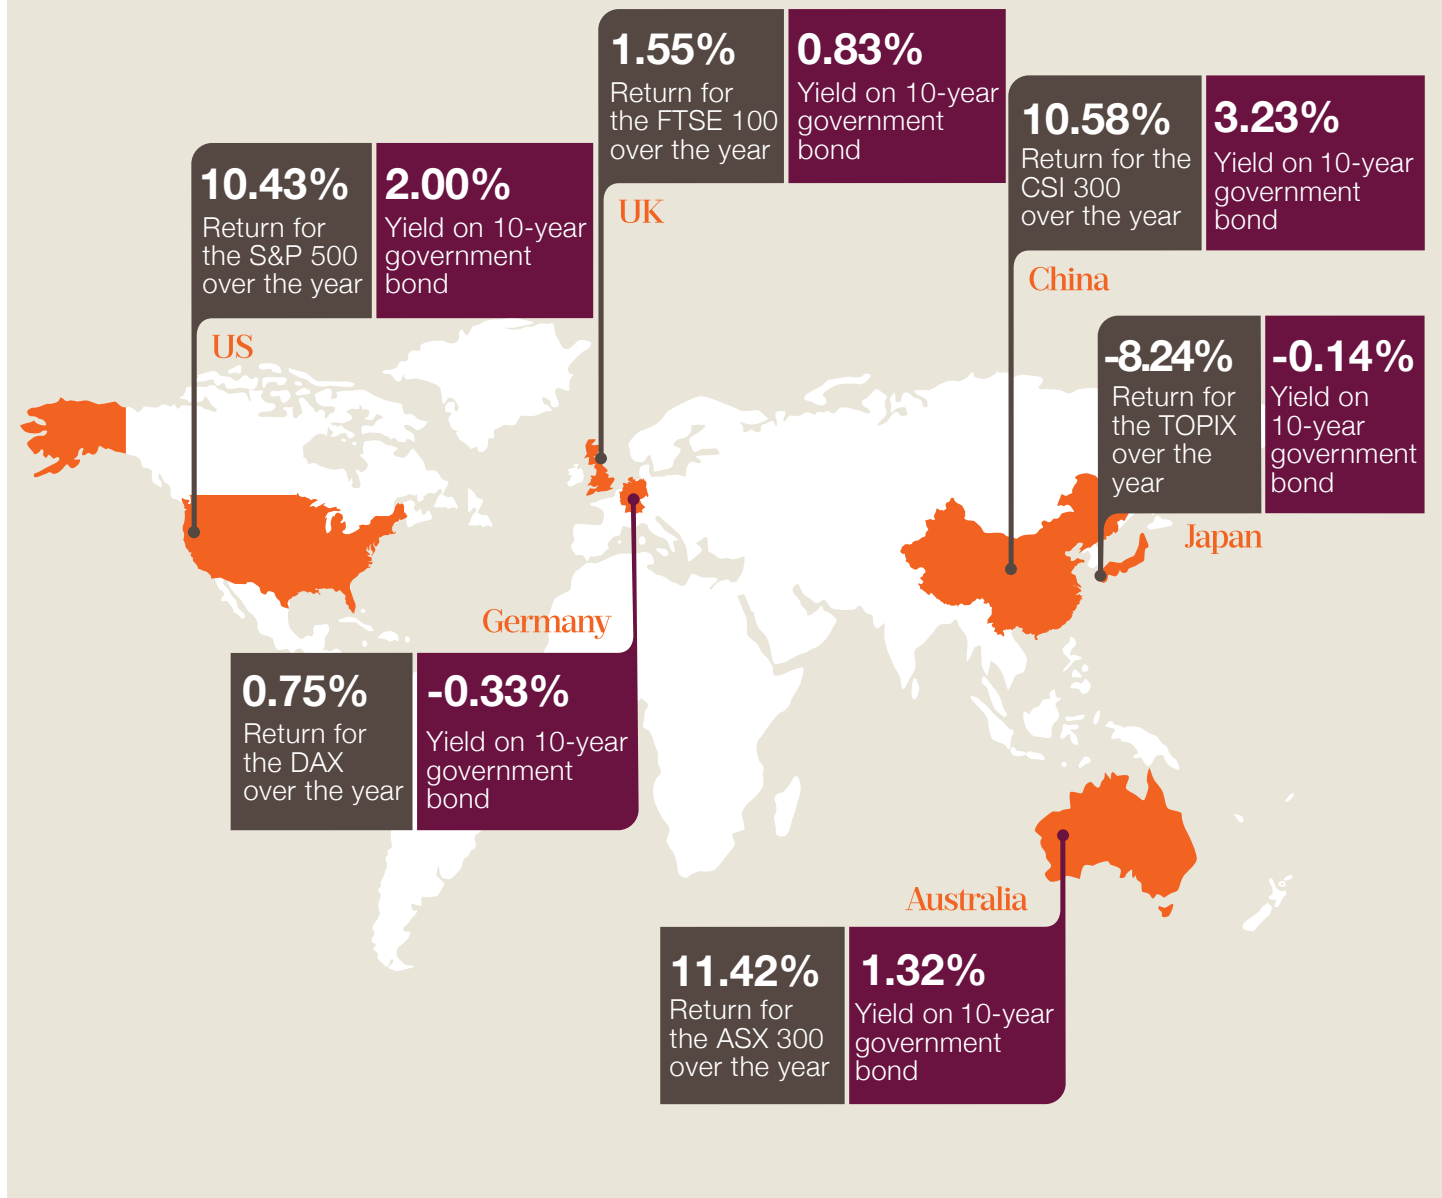 1.55%
Return for
the FTSE 100
over the year
0.83%
Yield on 10-year
government
bond
UK
10.58%
Return for the
CSI 300
over the year
3.23%
Yield on 10-year
government
bond
China
10.43%
Return for
the S&P 500
over the year
2.00%
Yield on 10-year
government
bond
US
-8.24%
Return for
the TOPIX
over the
year
-0.14%
Yield on
10-year
government
bond
Japan
Germany
0.75%
Return for
the DAX
over the year
-0.33%
Yield on 10-year
government
bond
Australia
11.42%
Return for
the ASX 300
over the year
1.32%
Yield on 10-year
government
bond